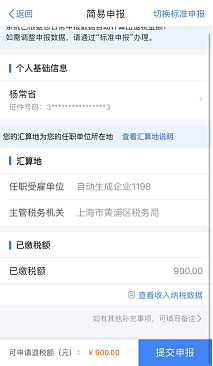 返回 简易申报 切换标准申报
如需调整申报数据，请通过“标准申报”办理。
个人基础信息
杨常省
证件号码：3***************3
您的汇算地为您的任职单位所在地 查看汇算地说明
汇算地
任职受雇单位 自动生成企业1198
主管税务机关 上海市黄浦区税务局
已缴税额
已缴税额 900.00
查看收入纳税数据
如有其他补充事项，可填写备注
可申请退税额（元）： ￥900.00 提交申报